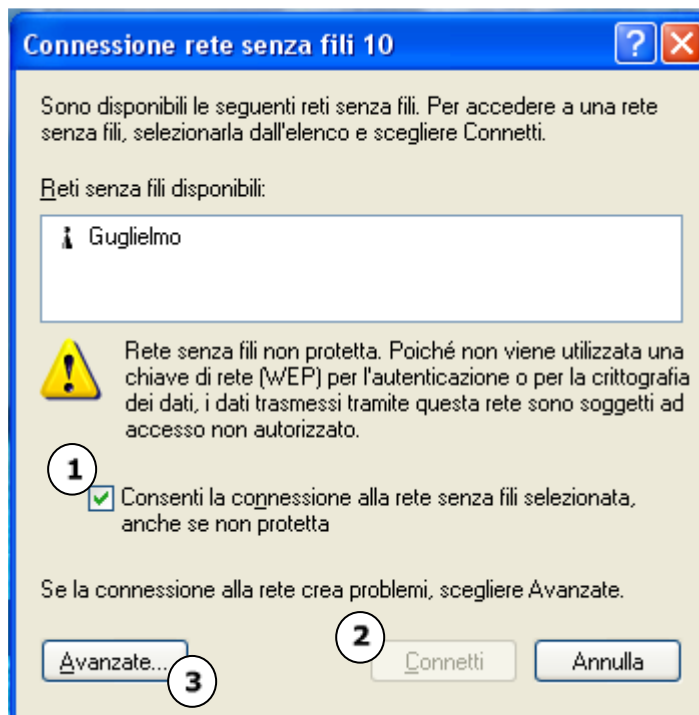 Connessione rete senza fili 10
Sono disponibili le seguenti reti senza fili. Per accedere a una rete
senza fili, selezionarla dall'elenco e scegliere Connetti.
Reti senza fili disponibili:
Guglielmo
Rete senza fili non protetta. Poiché non viene utilizzata una
chiave di rete (WEP) per l'autenticazione o per la crittografia
dei dati, i dati trasmessi tramite questa rete sono soggetti ad
accesso non autorizzato.
1
Consenti la connessione alla rete senza fili selezionata,
anche se non protetta
Se la connessione alla rete crea problemi, scegliere Avanzate.
2
Avanzate... Connetti Annulla
3